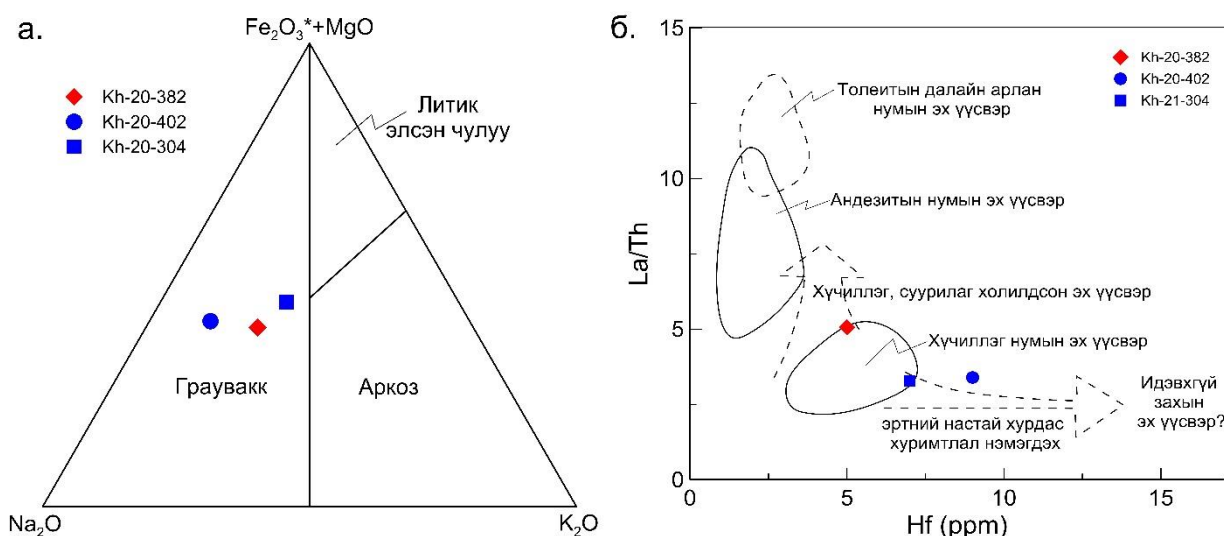 а.
Fe₂O₃*+MgO
Kh-20-382
Kh-20-402
Kh-20-304
Литик
элсэн чулуу
Граувакк
Аркоз
Na₂O
K₂O
б.
15
10
5
0
La/Th
0
5
10
15
Hf (ppm)
Kh-20-382
Kh-20-402
Kh-21-304
Толеитын далайн арлан
нумын эх үүсвэр
Андезитын нумын эх үүсвэр
Хүчиллэг, суурилаг холилдсон эх үүсвэр
Хүчиллэг нумын эх үүсвэр
Идэвхгүй
захын
эх үүсвэр?
эртний настай хурдас
хуримтлал нэмэгдэх